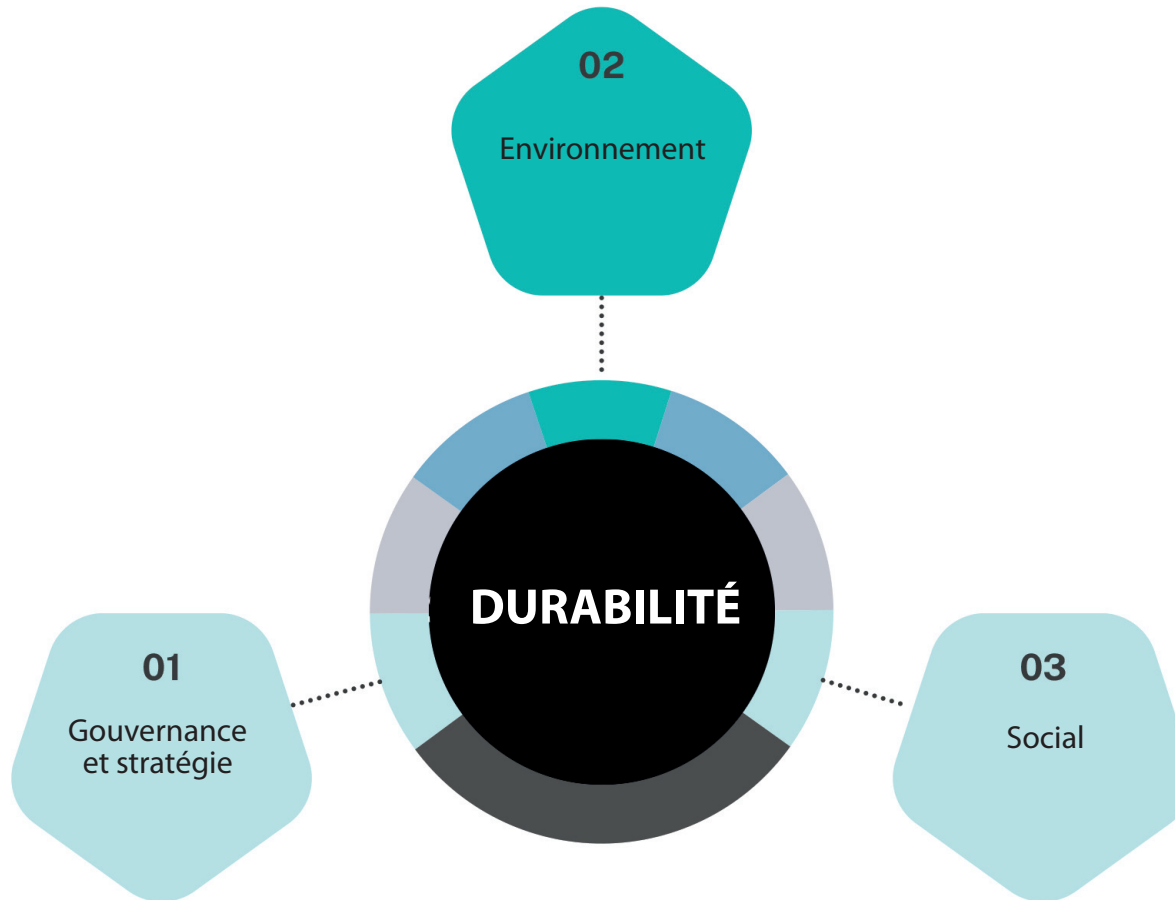 02
Environnement
DURABILITÉ
01
Gouvernance
et stratégie
03
Social